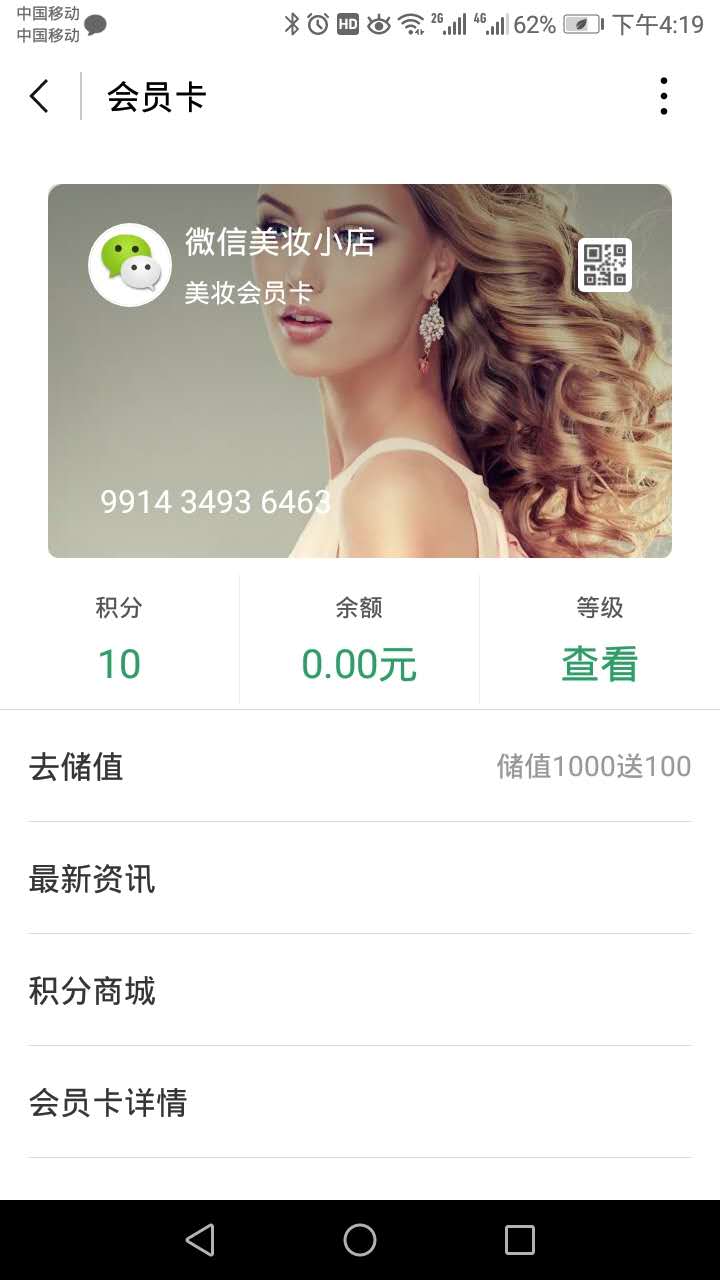 中国移动
中国移动
HD
2G
4G
62%
下午4:19
会员卡
微信美妆小店
美妆会员卡
9914 3493 6463
积分
余额
等级
10
0.00元
查看
去储值
储值1000送100
最新资讯
积分商城
会员卡详情